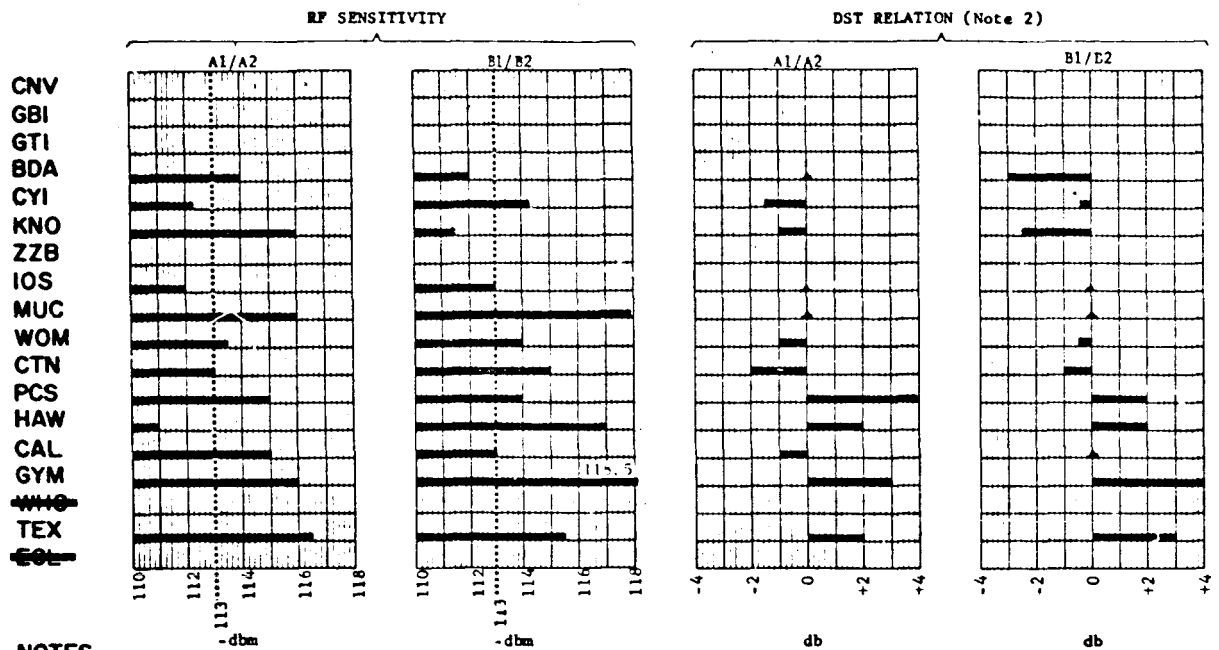 RF SENSITIVITY
DST RELATION (Note 2)
A1/A2
B1/B2
A1/A2
B1/E2
CNV
GBI
GTI
BDA
CYI
KNO
ZZB
IOS
MUC
WOM
CTN
PCS
HAW
CAL
GYM
WHO
TEX
EGL
118.5
110 112 113 114 116 118
110 112 113 114 116 118
-4 -2 0 +2 +4
-4 -2 0 +2 +4
-dbm
-dbm
db
db
NOTES